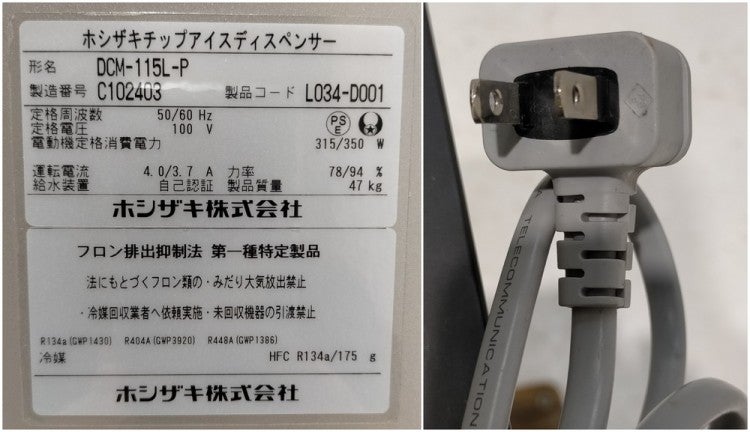 ホシザキチップアイスディスペンサー
形名 DCM-115L-P
製造番号 C102403 製品コード L034-D001
定格周波数 50/60 Hz
定格電圧 100 V
PSE
電動機定格消費電力 315/350 W
運転電流 4.0/3.7 A 力率 78/94 %
給水装置 自己認証 製品質量 47 kg
ホシザキ株式会社
フロン排出抑制法 第一種特定製品
法にもとづくフロン類の・みだり大気放出禁止
・冷媒回収業者へ依頼実施・未回収機器の引渡禁止
R134a(GWP1430) R404A(GWP3920) R448A(GWP1386)
冷媒 HFC R134a/175 g
ホシザキ株式会社
TELECOMMUNICATION